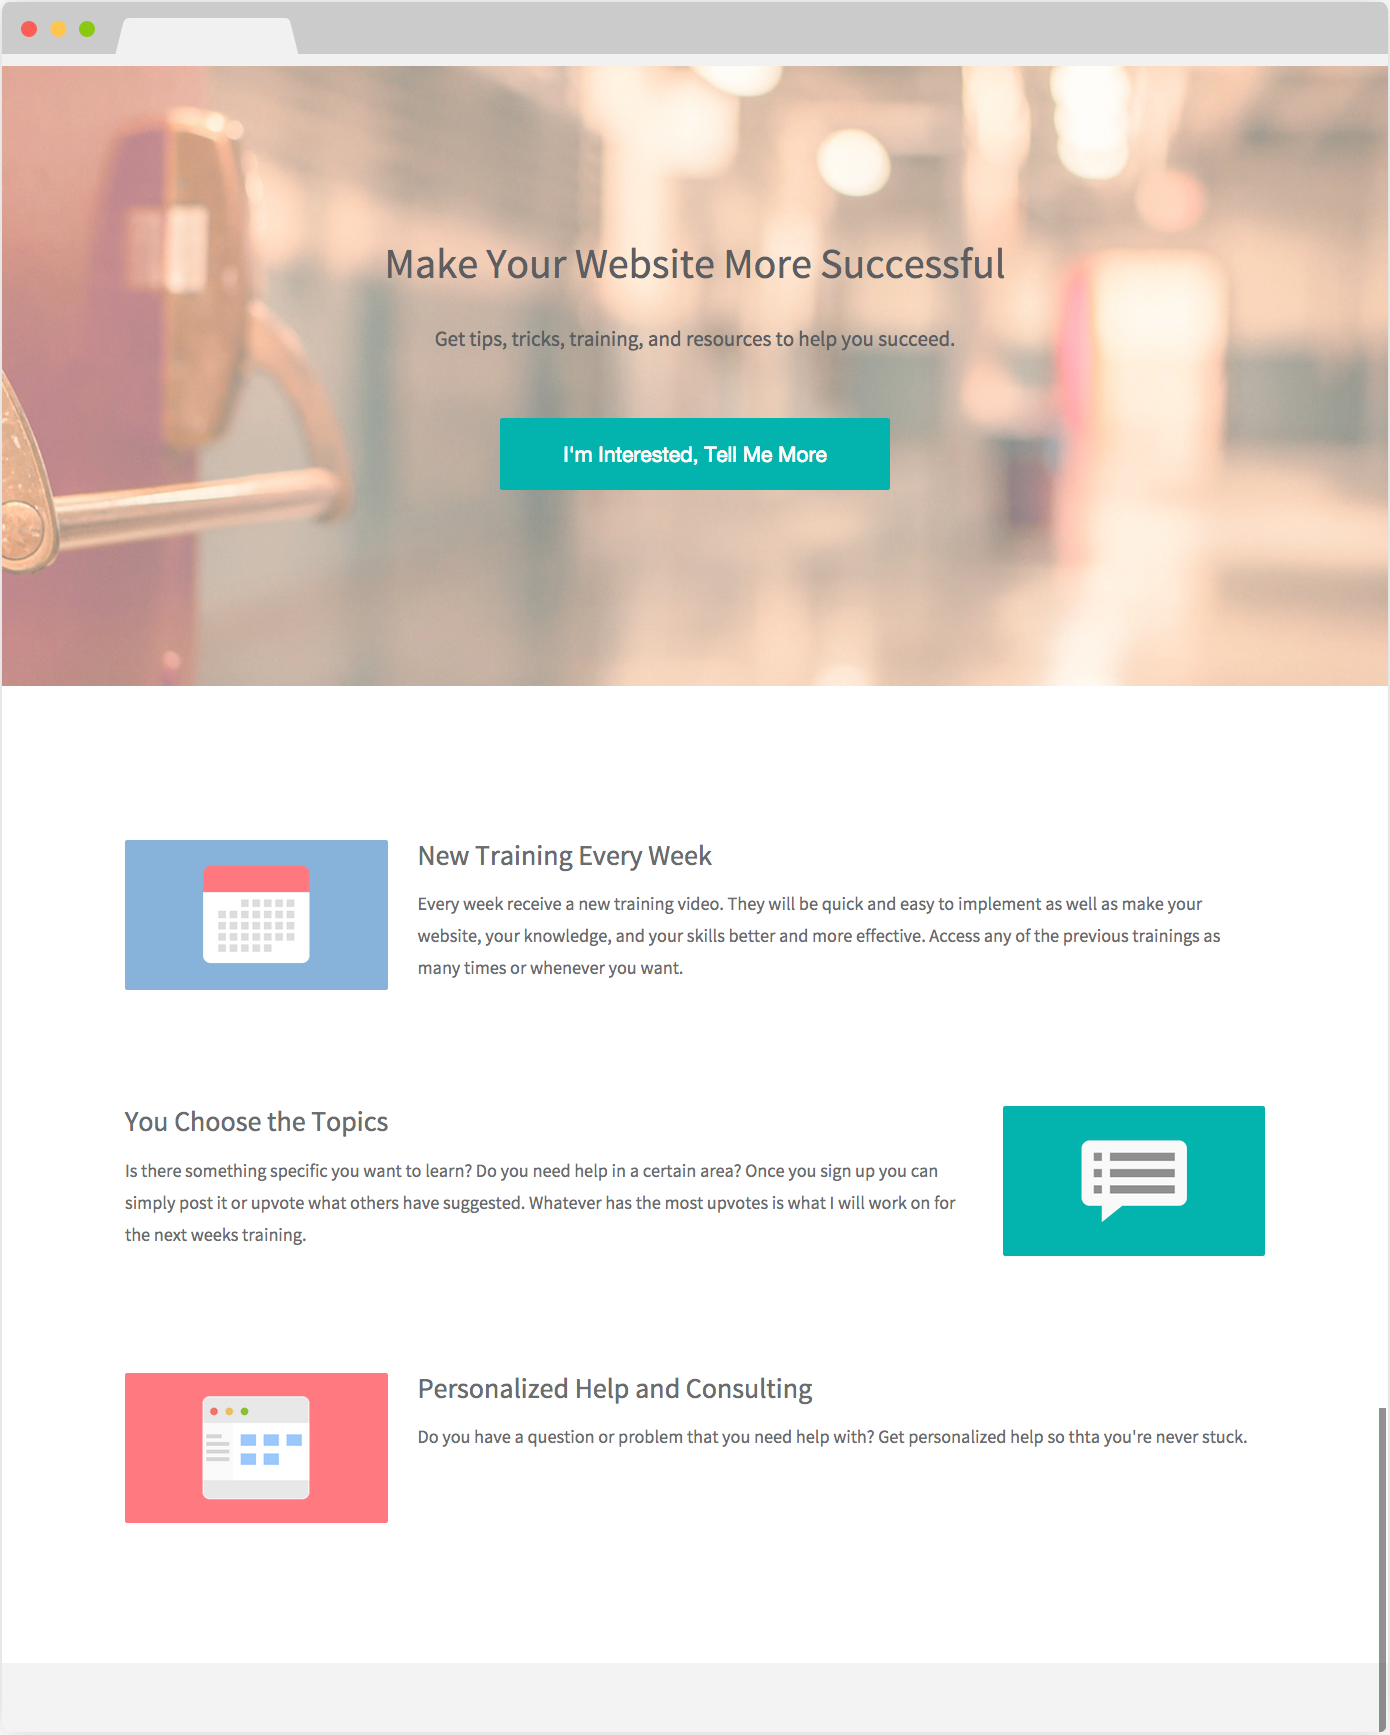 Make Your Website More Successful
Get tips, tricks, training, and resources to help you succeed.
I'm Interested, Tell Me More
New Training Every Week
Every week receive a new training video. They will be quick and easy to implement as well as make your
website, your knowledge, and your skills better and more effective. Access any of the previous trainings as
many times or whenever you want.
You Choose the Topics
Is there something specific you want to learn? Do you need help in a certain area? Once you sign up you can
simply post it or upvote what others have suggested. Whatever has the most upvotes is what I will work on for
the next weeks training.
Personalized Help and Consulting
Do you have a question or problem that you need help with? Get personalized help so thta you're never stuck.